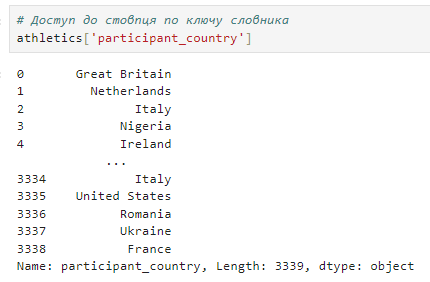 # Доступ до стовпця по ключу словника
athletics['participant_country']
0 Great Britain
1 Netherlands
2 Italy
3 Nigeria
4 Ireland
...
3334 Italy
3335 United States
3336 Romania
3337 Ukraine
3338 France
Name: participant_country, Length: 3339, dtype: object